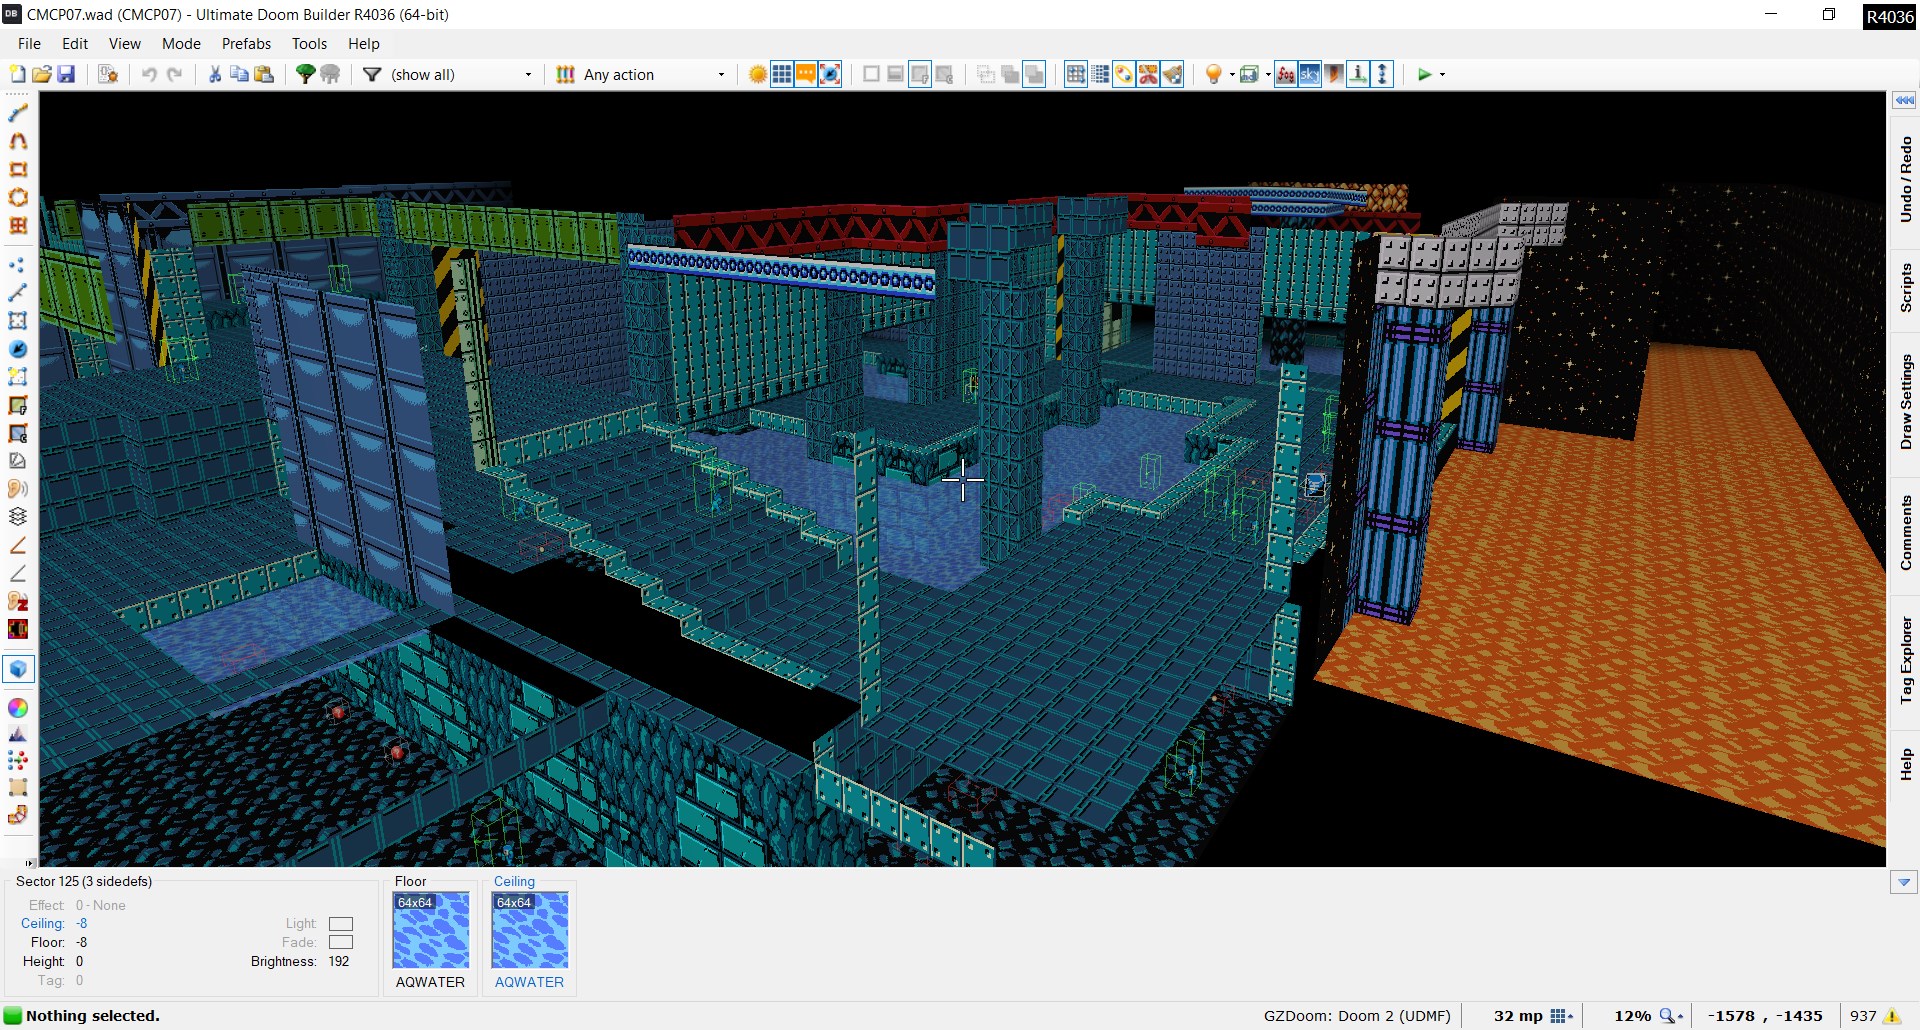 CMCP07.wad (CMCP07) - Ultimate Doom Builder R4036 (64-bit)
R4036
File Edit View Mode Prefabs Tools Help
(show all) Any action
fog sky
Undo / Redo
Scripts
Draw Settings
Comments
Tag Explorer
Help
Sector 125 (3 sidedefs)
Effect: 0 - None
Ceiling: -8 Light:
Floor: -8 Fade:
Height: 0 Brightness: 192
Tag: 0
Floor
64x64
AQWATER
Ceiling
64x64
AQWATER
Nothing selected.
GZDoom: Doom 2 (UDMF) 32 mp 12% -1578 , -1435 937